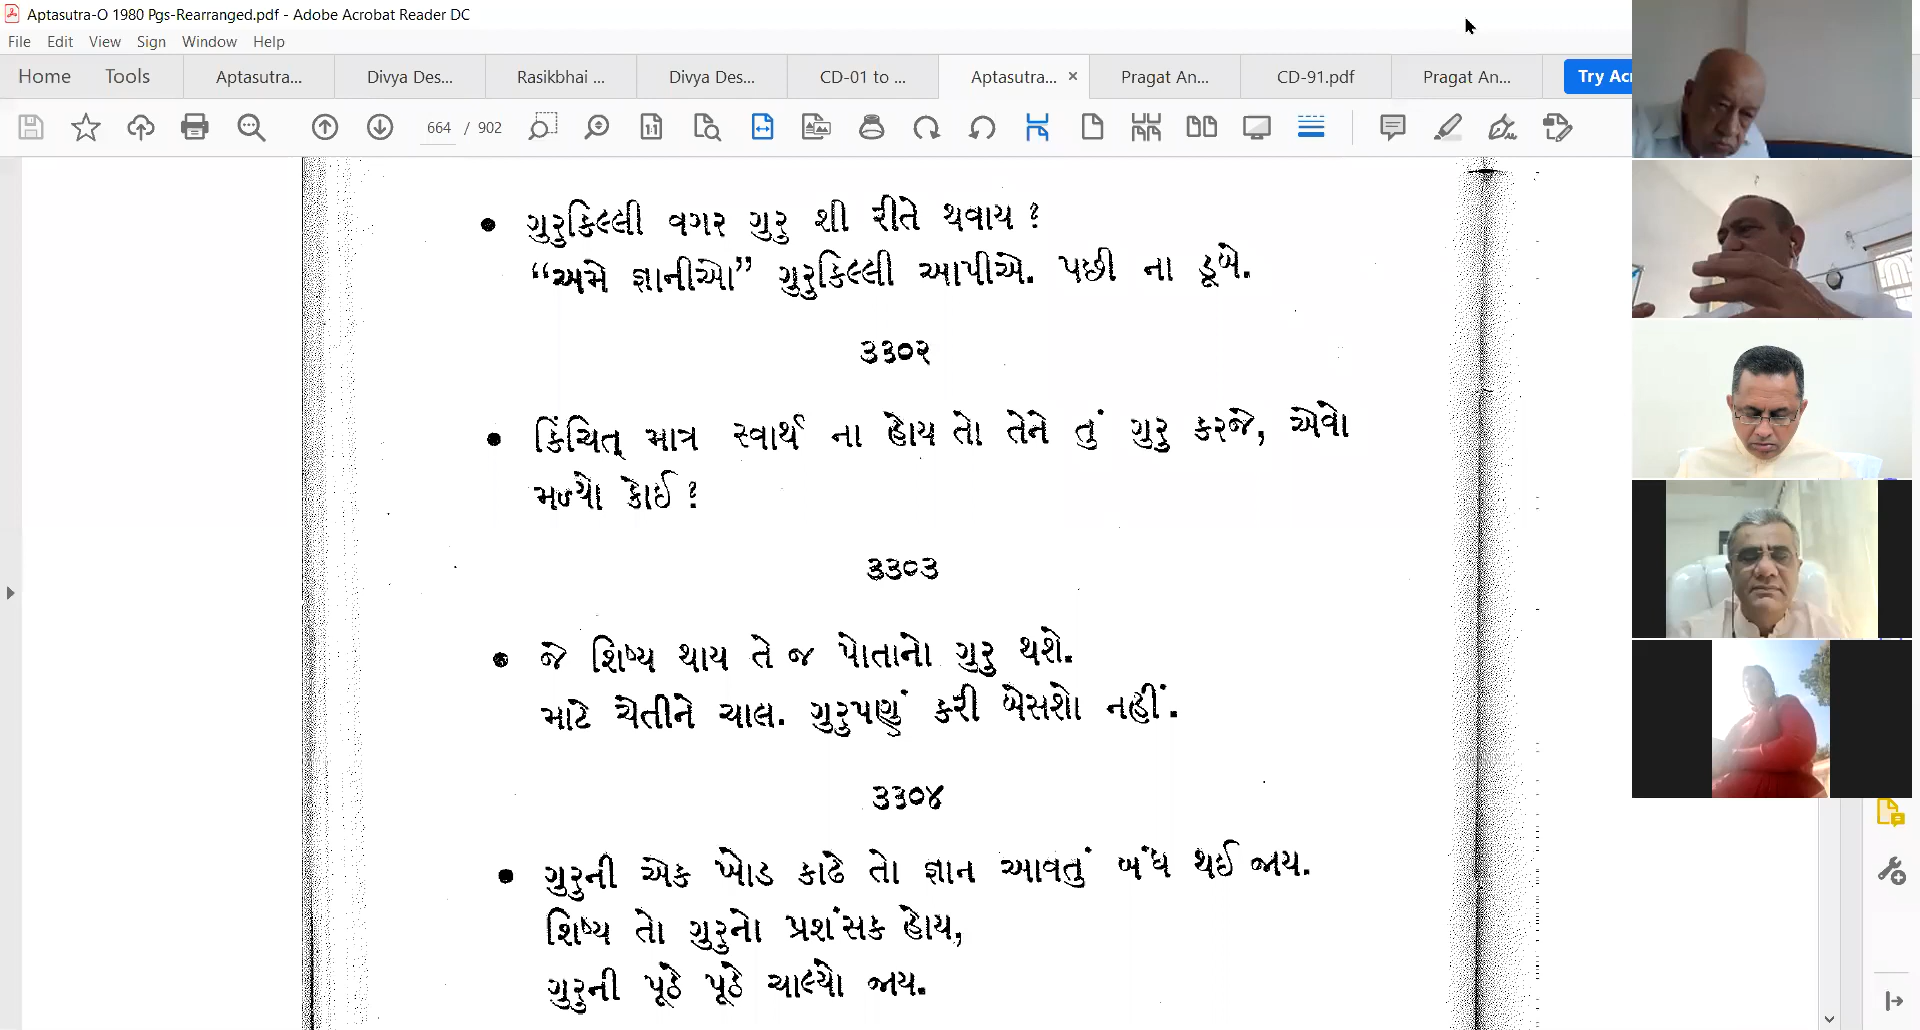 Aptasutra-O 1980 Pgs-Rearranged.pdf - Adobe Acrobat Reader DC
File Edit View Sign Window Help
Home Tools Aptasutra... Divya Des... Rasikbhai ... Divya Des... CD-01 to ... Aptasutra... × Pragat An... CD-91.pdf Pragat An... Try Acr
664 / 902
• ગુરુકિલ્લી વગર ગુરુ શી રીતે થવાય ?
“અમે જ્ઞાનીઓ” ગુરુકિલ્લી આપીએ. પછી ના ડૂબે.
૩૩૦૨
• કિંચિત્ માત્ર સ્વાર્થ ના હોય તો તેને તું ગુરુ કરજે, એવો
મળ્યો કોઈ ?
૩૩૦૩
• જે શિષ્ય થાય તે જ પોતાનો ગુરુ થશે.
માટે ચેતીને ચાલ. ગુરુપણું કરી બેસશો નહીં.
૩૩૦૪
• ગુરુની એક ખોડ કાઢે તો જ્ઞાન આવતું બંધ થઈ જાય.
શિષ્ય તો ગુરુનો પ્રશંસક હોય,
ગુરુની પૂઠે પૂઠે ચાલ્યો જાય.